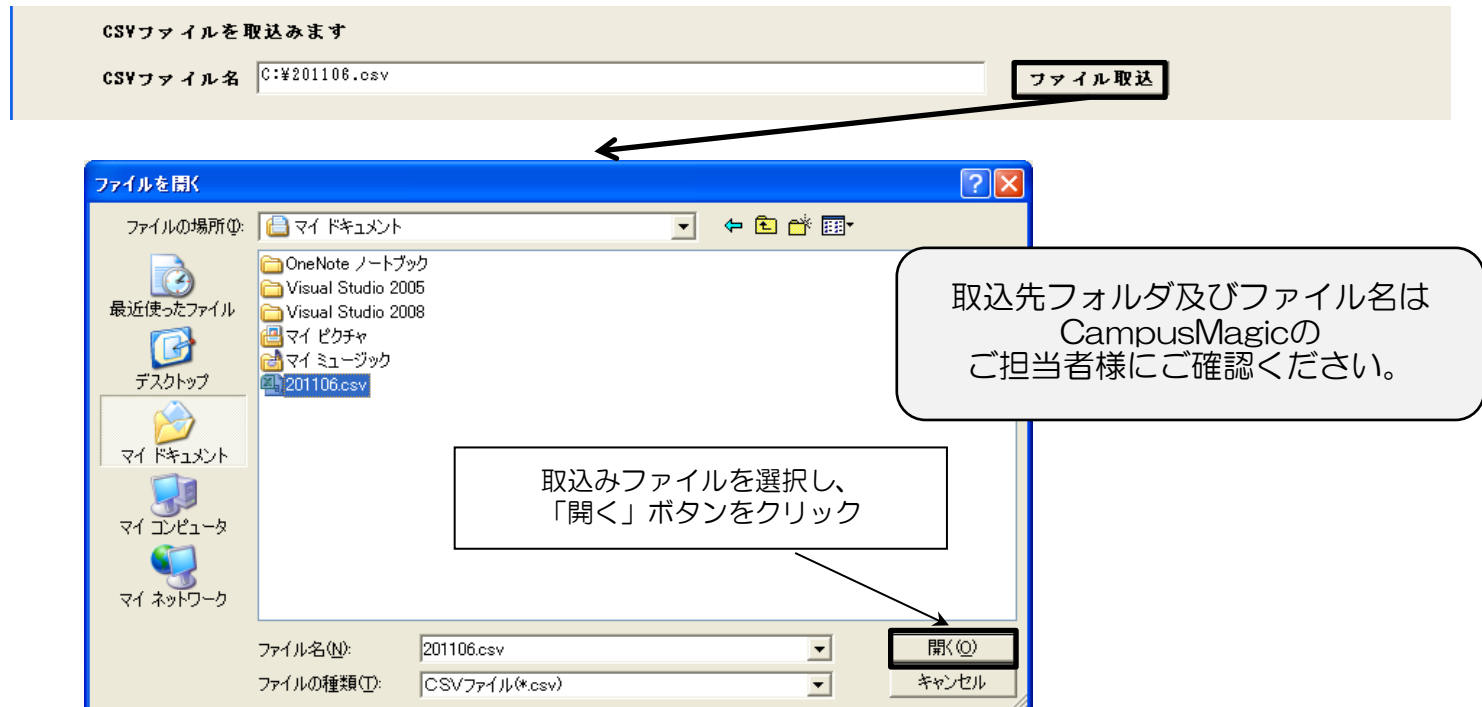 CSVファイルを取込みます
CSVファイル名 C:¥201106.csv ファイル取込
ファイルを開く
ファイルの場所(I): マイ ドキュメント
最近使ったファイル
デスクトップ
マイ ドキュメント
マイ コンピュータ
マイ ネットワーク
OneNote ノートブック
Visual Studio 2005
Visual Studio 2008
マイ ピクチャ
マイ ミュージック
201106.csv
取込先フォルダ及びファイル名は
CampusMagicの
ご担当者様にご確認ください。
取込みファイルを選択し、
「開く」ボタンをクリック
ファイル名(N): 201106.csv 開く(O)
ファイルの種類(T): CSVファイル(*.csv) キャンセル